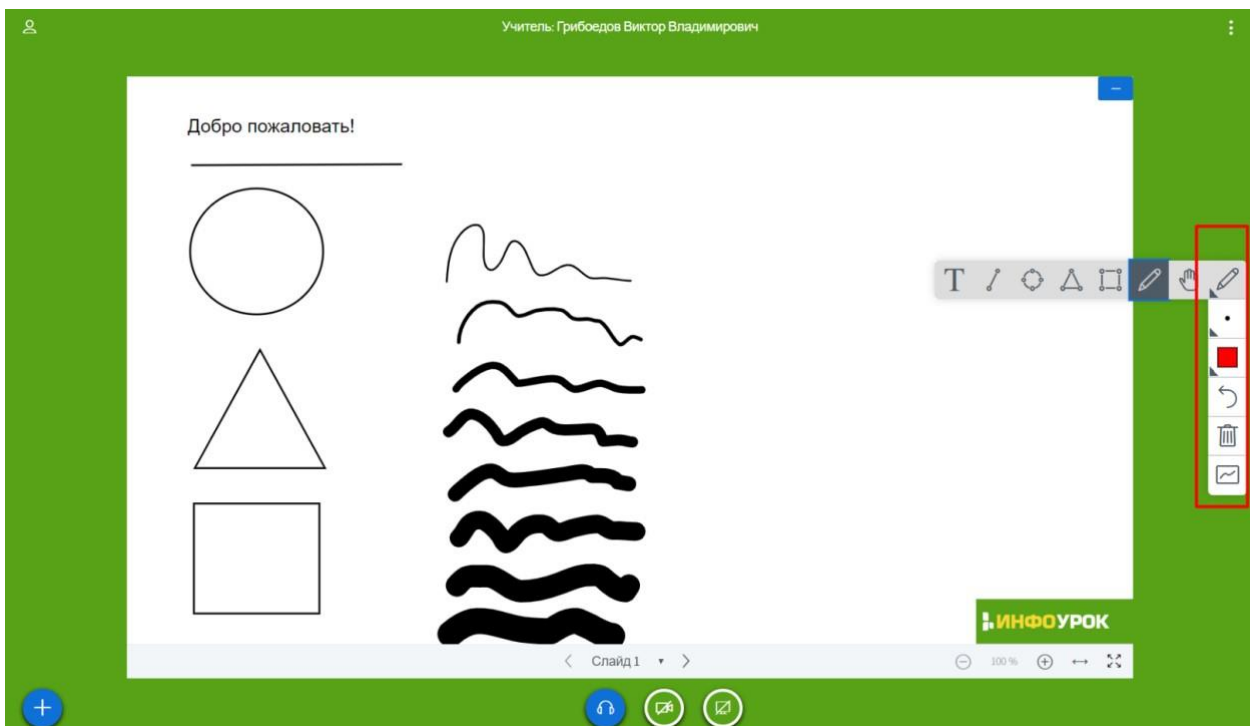 Учитель: Грибоедов Виктор Владимирович
Добро пожаловать!
T
ИНФОУРОК
Слайд 1
100 %